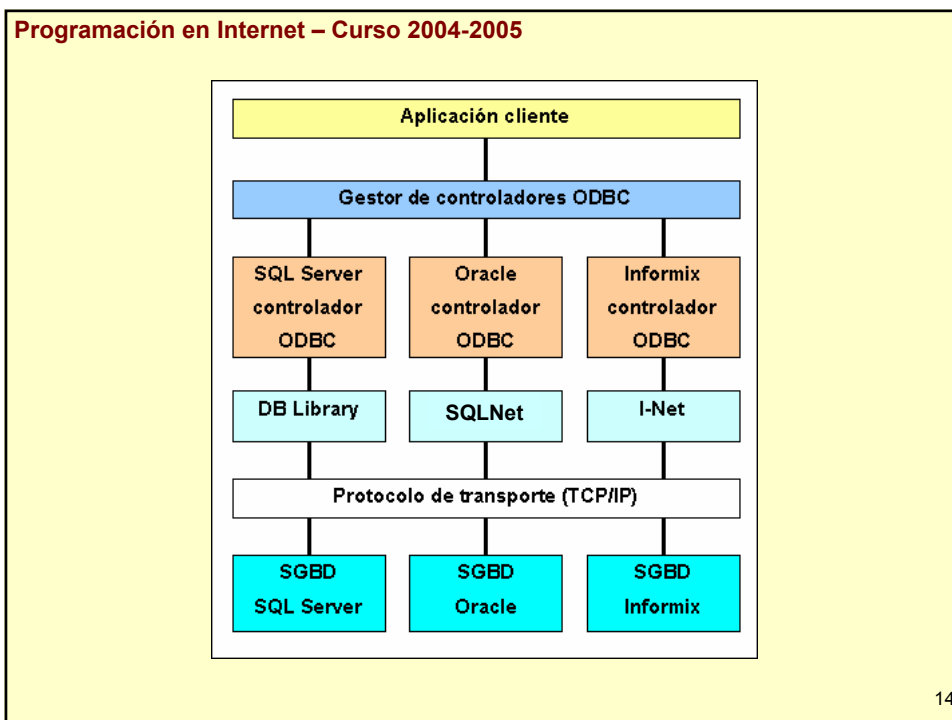 Programación en Internet – Curso 2004-2005
Aplicación cliente
Gestor de controladores ODBC
SQL Server
controlador
ODBC
Oracle
controlador
ODBC
Informix
controlador
ODBC
DB Library
SQLNet
I-Net
Protocolo de transporte (TCP/IP)
SGBD
SQL Server
SGBD
Oracle
SGBD
Informix
14